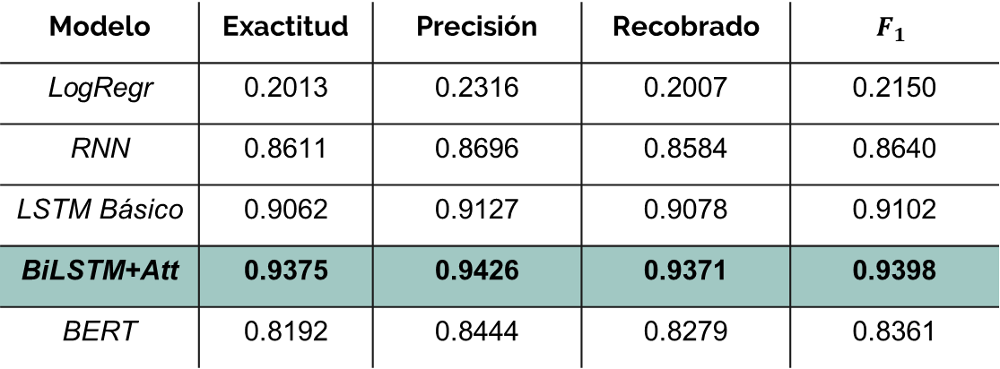 Modelo Exactitud Precisión Recobrado F₁
LogRegr 0.2013 0.2316 0.2007 0.2150
RNN 0.8611 0.8696 0.8584 0.8640
LSTM Básico 0.9062 0.9127 0.9078 0.9102
BiLSTM+Att 0.9375 0.9426 0.9371 0.9398
BERT 0.8192 0.8444 0.8279 0.8361